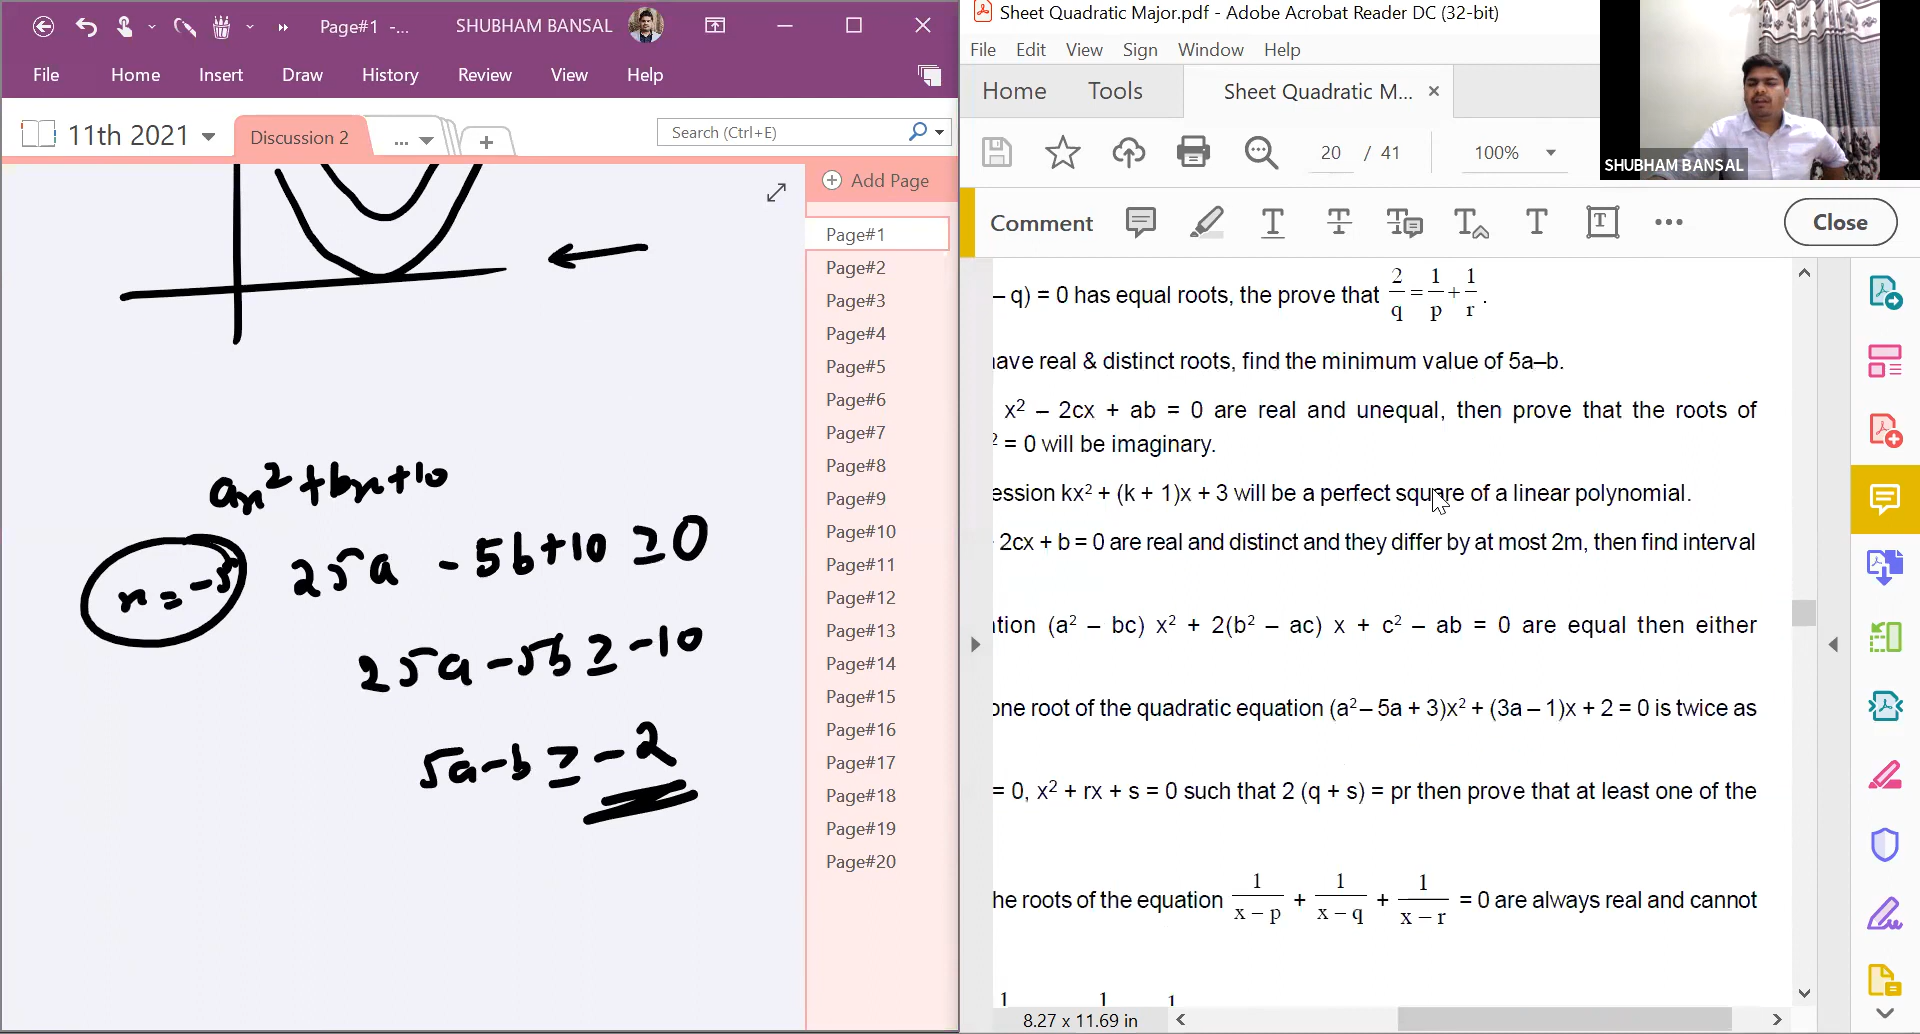 Page#1 -...
SHUBHAM BANSAL
File Home Insert Draw History Review View Help
11th 2021
Discussion 2
...
Search (Ctrl+E)
Add Page
Page#1
Page#2
Page#3
Page#4
Page#5
Page#6
Page#7
Page#8
Page#9
Page#10
Page#11
Page#12
Page#13
Page#14
Page#15
Page#16
Page#17
Page#18
Page#19
Page#20
ax² + bx + 10
x = -5
25a - 5b + 10 ≥ 0
25a - 5b ≥ -10
5a - b ≥ -2
Sheet Quadratic Major.pdf - Adobe Acrobat Reader DC (32-bit)
File Edit View Sign Window Help
Home Tools Sheet Quadratic M... ×
20 / 41 100%
SHUBHAM BANSAL
Comment
Close
– q) = 0 has equal roots, the prove that 2/q = 1/p + 1/r .
have real & distinct roots, find the minimum value of 5a–b.
x² – 2cx + ab = 0 are real and unequal, then prove that the roots of
² = 0 will be imaginary.
ession kx² + (k + 1)x + 3 will be a perfect square of a linear polynomial.
2cx + b = 0 are real and distinct and they differ by at most 2m, then find interval
tion (a² – bc) x² + 2(b² – ac) x + c² – ab = 0 are equal then either
one root of the quadratic equation (a² – 5a + 3)x² + (3a – 1)x + 2 = 0 is twice as
= 0, x² + rx + s = 0 such that 2 (q + s) = pr then prove that at least one of the
he roots of the equation 1/(x – p) + 1/(x – q) + 1/(x – r) = 0 are always real and cannot
1 1 1
8.27 x 11.69 in